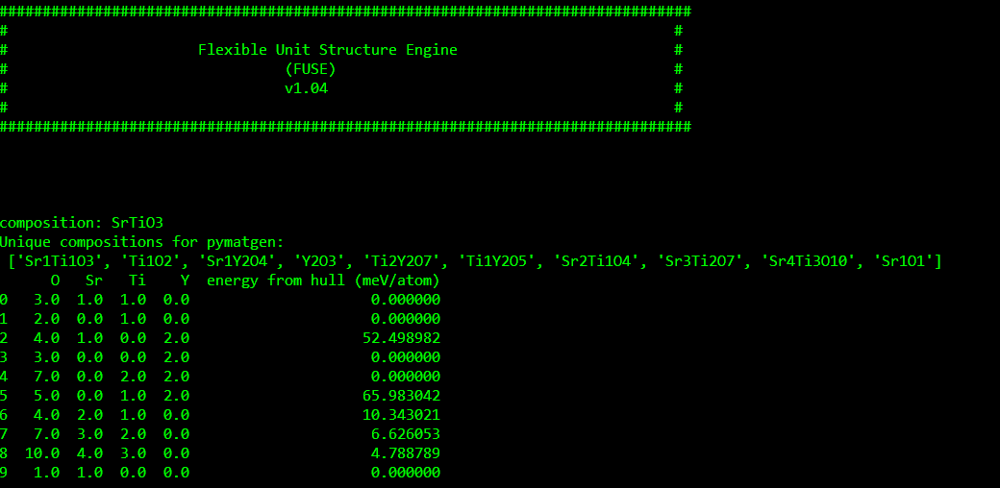 ################################################################################
#                                                                             #
#                      Flexible Unit Structure Engine                         #
#                                (FUSE)                                       #
#                                v1.04                                        #
#                                                                             #
################################################################################
composition: SrTiO3
Unique compositions for pymatgen:
 ['Sr1Ti1O3', 'Ti1O2', 'Sr1Y2O4', 'Y2O3', 'Ti2Y2O7', 'Ti1Y2O5', 'Sr2Ti1O4', 'Sr3Ti2O7', 'Sr4Ti3O10', 'Sr1O1']
      O   Sr   Ti    Y  energy from hull (meV/atom)
0   3.0  1.0  1.0  0.0                     0.000000
1   2.0  0.0  1.0  0.0                     0.000000
2   4.0  1.0  0.0  2.0                    52.498982
3   3.0  0.0  0.0  2.0                     0.000000
4   7.0  0.0  2.0  2.0                     0.000000
5   5.0  0.0  1.0  2.0                    65.983042
6   4.0  2.0  1.0  0.0                    10.343021
7   7.0  3.0  2.0  0.0                     6.626053
8  10.0  4.0  3.0  0.0                     4.788789
9   1.0  1.0  0.0  0.0                     0.000000